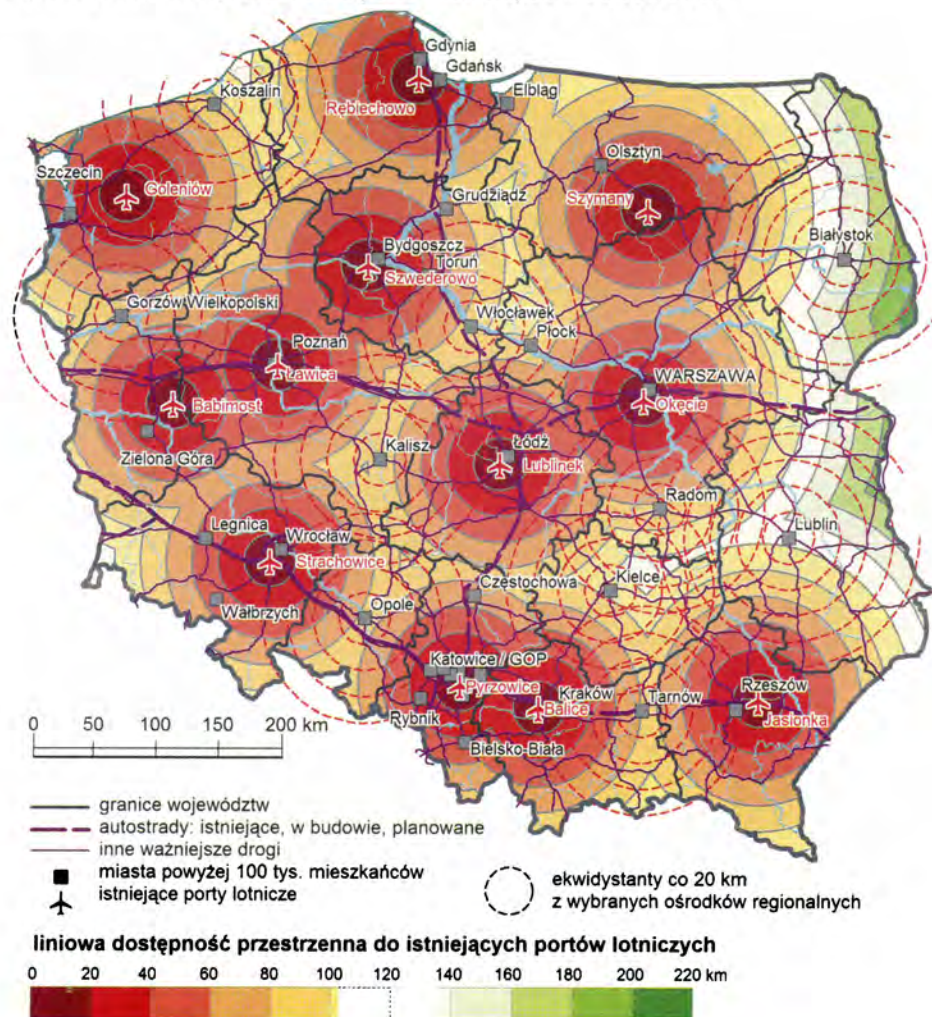 Gdynia
Gdańsk
Koszalin
Rębiechowo
Elbląg
Olsztyn
Szczecin
Goleniów
Grudziądz
Szymany
Bydgoszcz
Białystok
Toruń
Szwederowo
Gorzów Wielkopolski
Włocławek
Płock
Poznań
Ławica
WARSZAWA
Babimost
Okęcie
Łódź
Kalisz
Lublinek
Zielona Góra
Radom
Legnica
Wrocław
Lublin
Strachowice
Częstochowa
Kielce
Wałbrzych
Opole
Katowice / GOP
Pyrzowice
Kraków
Tarnów
Rzeszów
Balice
Jasionka
Rybnik
Bielsko-Biała
0 50 100 150 200 km
granice województw
autostrady: istniejące, w budowie, planowane
inne ważniejsze drogi
miasta powyżej 100 tys. mieszkańców
istniejące porty lotnicze
ekwidystanty co 20 km
z wybranych ośrodków regionalnych
liniowa dostępność przestrzenna do istniejących portów lotniczych
0 20 40 60 80 100 120 140 160 180 200 220 km